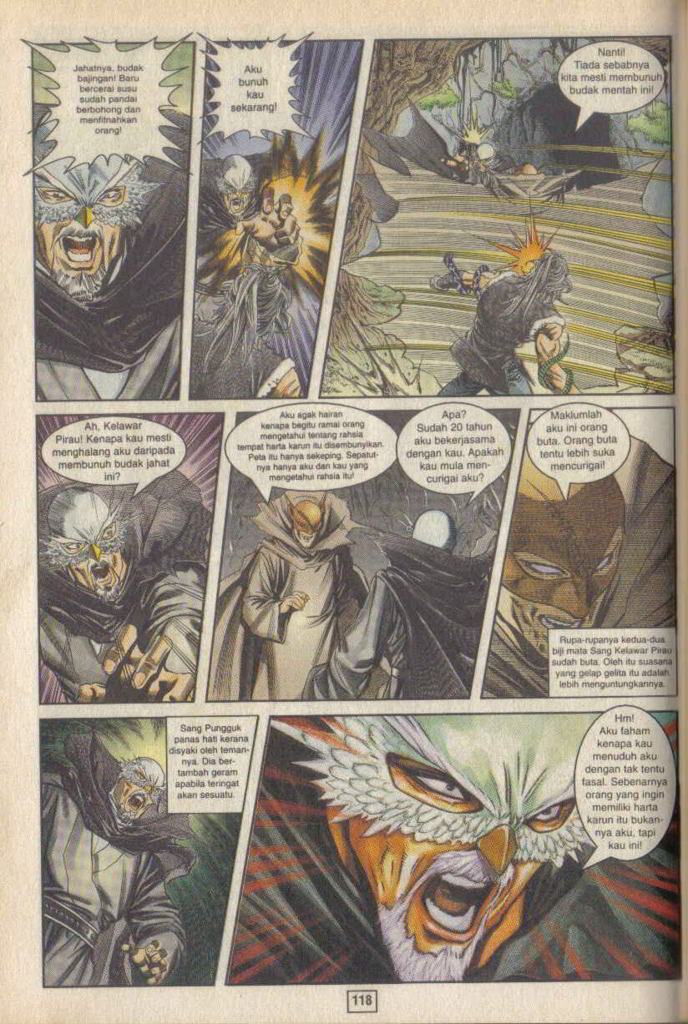 Jahatnya, budak
bajingan! Baru
bercerai susu
sudah pandai
berbohong dan
menfitnahkan
orang!
Aku
bunuh
kau
sekarang!
Nanti!
Tiada sebabnya
kita mesti membunuh
budak mentah ini!
Ah, Kelawar
Pirau! Kenapa kau mesti
menghalang aku daripada
membunuh budak jahat
ini?
Aku agak hairan
kenapa begitu ramai orang
mengetahui tentang rahsia
tempat harta karun itu disembunyikan.
Peta itu hanya sekeping. Sepatut-
nya hanya aku dan kau yang
mengetahui rahsia itu!
Apa?
Sudah 20 tahun
aku bekerjasama
dengan kau. Apakah
kau mula men-
curigai aku?
Maklumlah
aku ini orang
buta. Orang buta
tentu lebih suka
mencurigai!
Rupa-rupanya kedua-dua
biji mata Sang Kelawar Pirau
sudah buta. Oleh itu suasana
yang gelap gelita itu adalah
lebih menguntungkannya.
Sang Pungguk
panas hati kerana
disyaki oleh teman-
nya. Dia ber-
tambah geram
apabila teringat
akan sesuatu.
Hm!
Aku faham
kenapa kau
menuduh aku
dengan tak tentu
fasal. Sebenarnya
orang yang ingin
memiliki harta
karun itu bukan-
nya aku, tapi
kau ini!
118